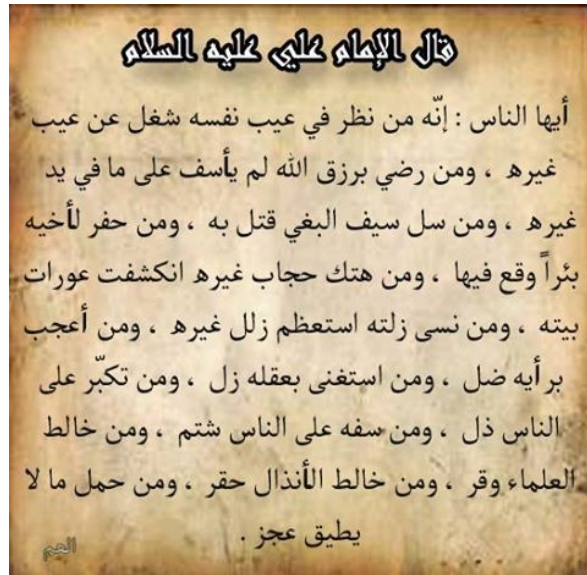 قال الإمام علي عليه السلام
أيها الناس : إنّه من نظر في عيب نفسه شغل عن عيب
غيره ، ومن رضي برزق الله لم يأسف على ما في يد
غيره ، ومن سل سيف البغي قتل به ، ومن حفر لأخيه
بئراً وقع فيها ، ومن هتك حجاب غيره انكشفت عورات
بيته ، ومن نسى زلته استعظم زلل غيره ، ومن أعجب
برأيه ضل ، ومن استغنى بعقله زل ، ومن تكبّر على
الناس ذل ، ومن سفه على الناس شتم ، ومن خالط
العلماء وقر ، ومن خالط الأنذال حقر ، ومن حمل ما لا
يطيق عجز .